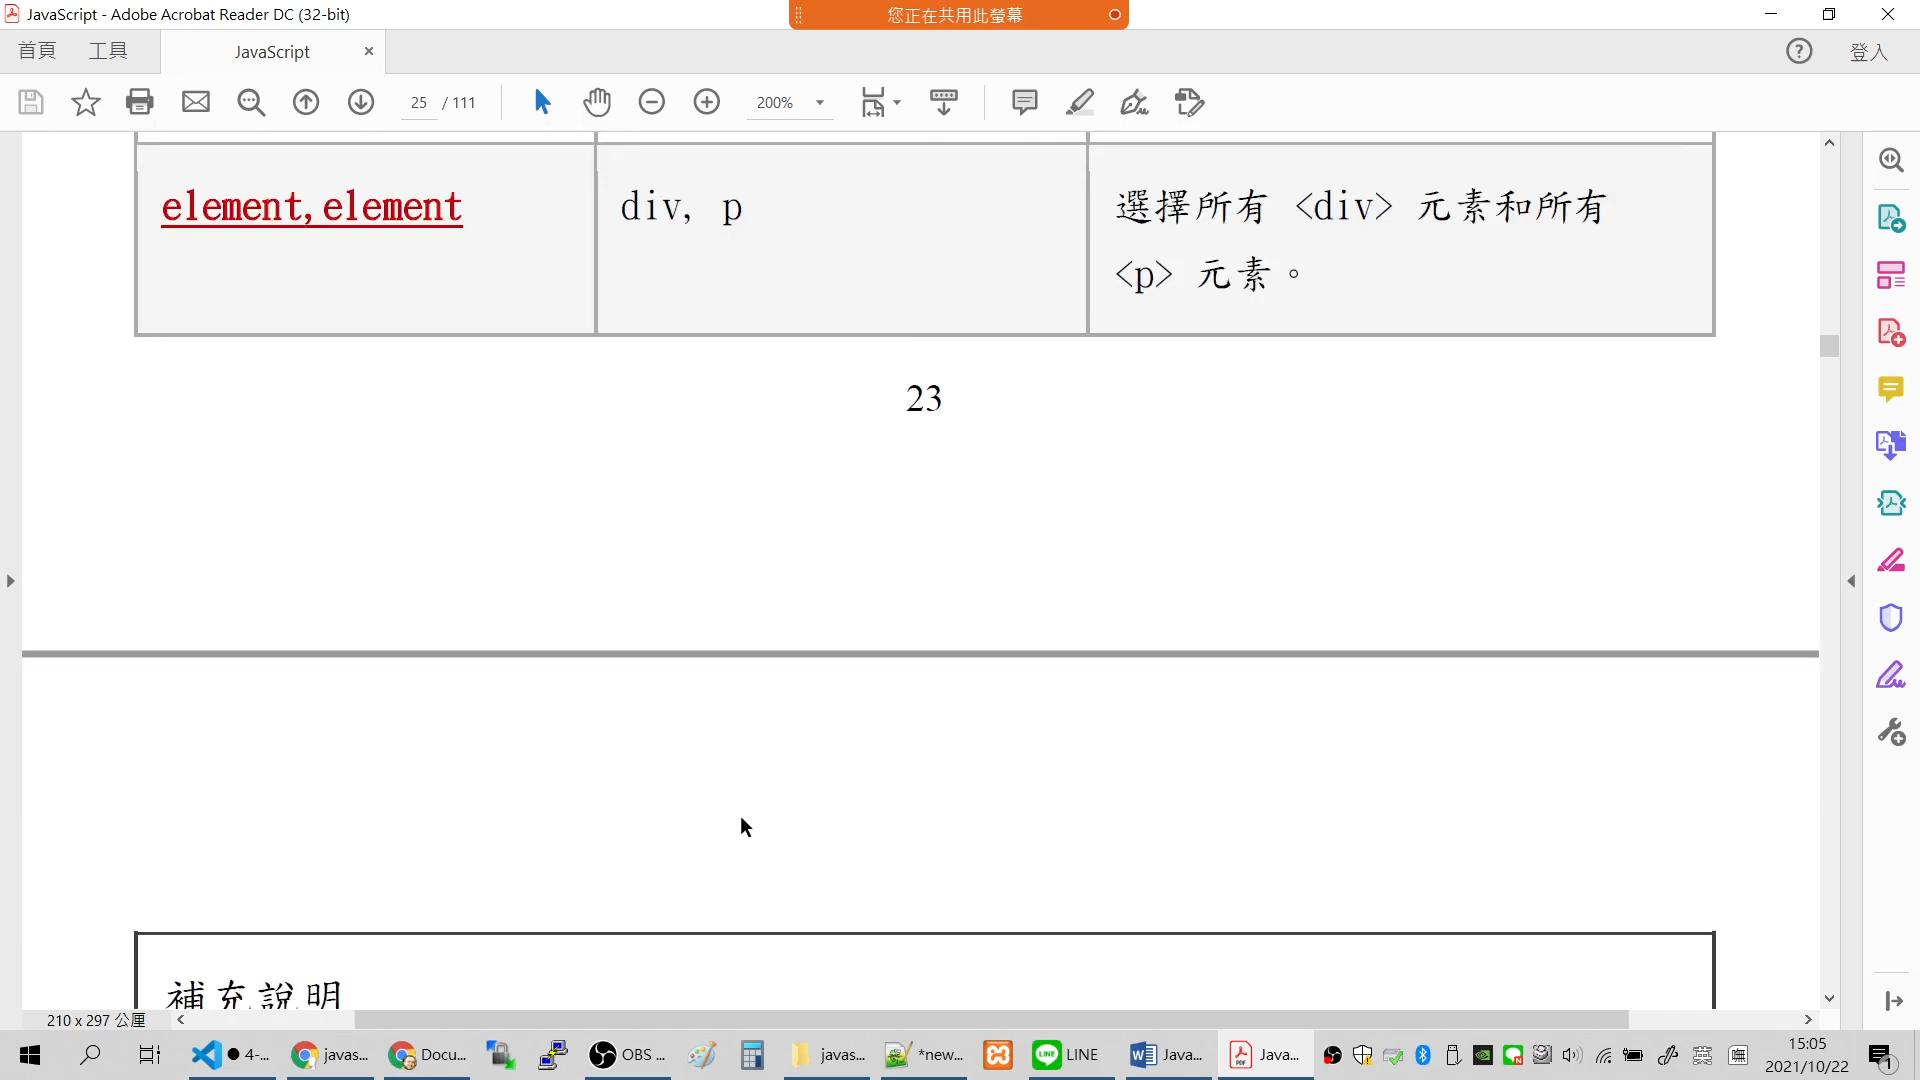 JavaScript - Adobe Acrobat Reader DC (32-bit)
您正在共用此螢幕
首頁
工具
JavaScript
登入
25 / 111
200%
element,element
div, p
選擇所有 <div> 元素和所有
<p> 元素。
23
補充說明
210 x 297 公厘
4-...
javas...
Docu...
OBS ...
javas...
*new...
LINE
Java...
Java...
英
15:05
2021/10/22
1